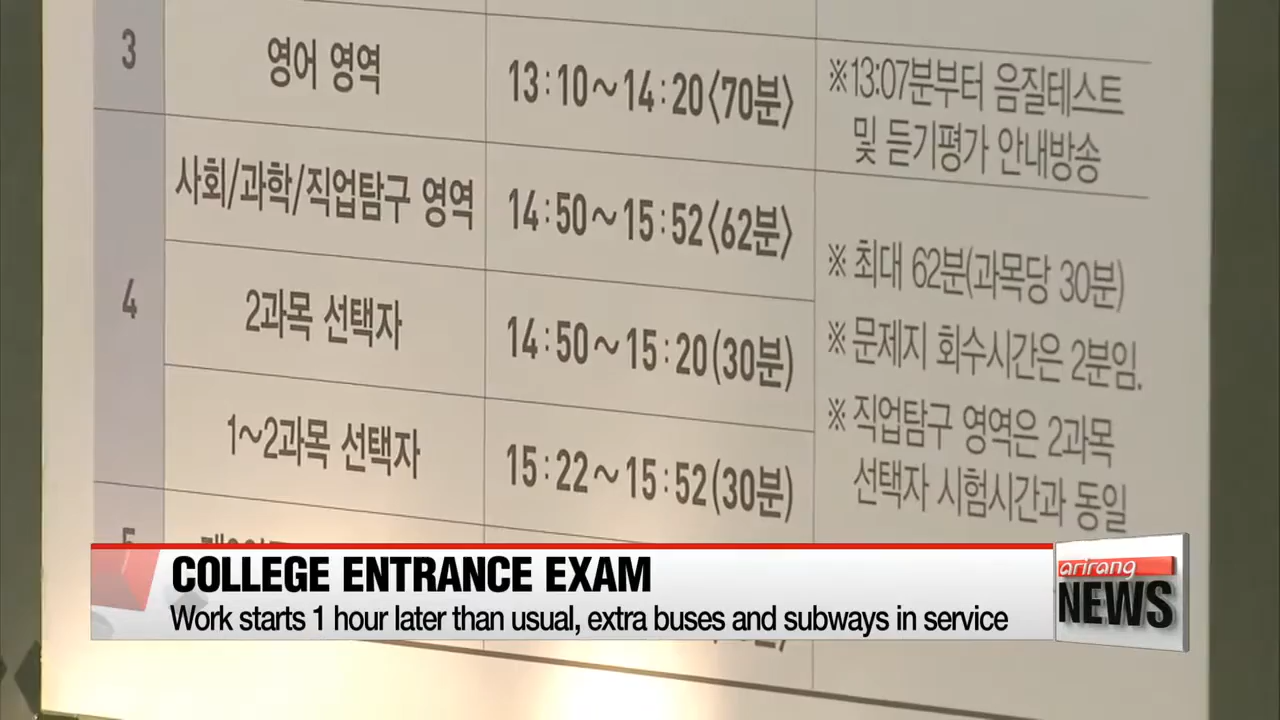 3
영어 영역
13:10~14:20<70분>
※13:07분부터 음질테스트
및 듣기평가 안내방송
4
사회/과학/직업탐구 영역
14:50~15:52<62분>
2과목 선택자
14:50~15:20(30분)
1~2과목 선택자
15:22~15:52(30분)
※ 최대 62분(과목당 30분)
※ 문제지 회수시간은 2분임.
※ 직업탐구 영역은 2과목
선택자 시험시간과 동일
5
COLLEGE ENTRANCE EXAM
Work starts 1 hour later than usual, extra buses and subways in service
arirang
NEWS